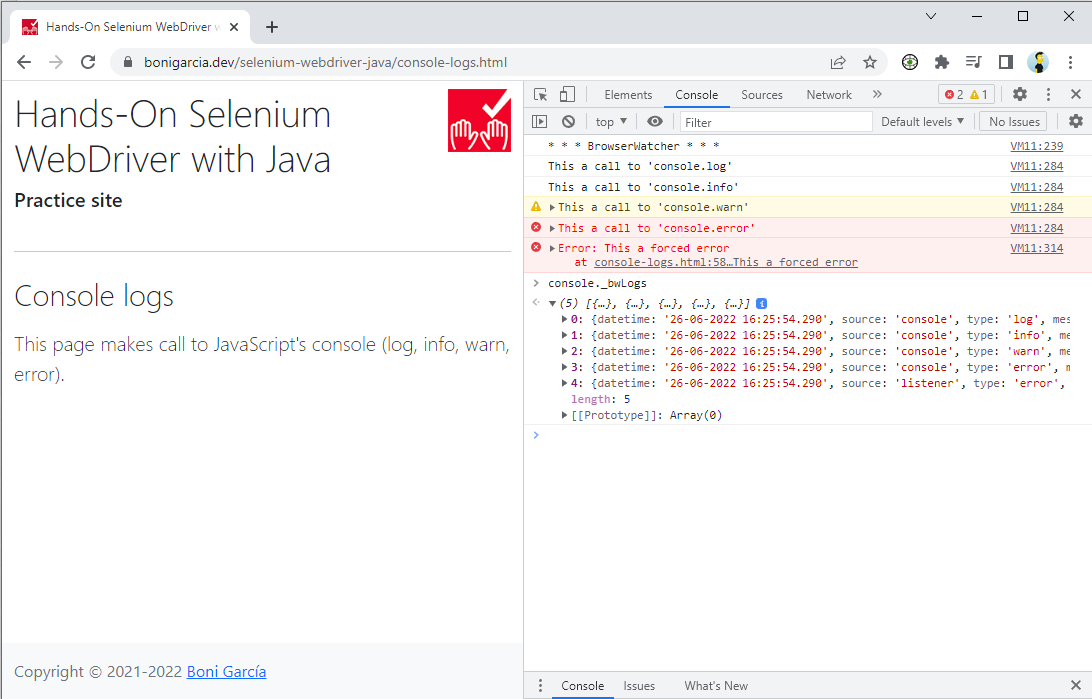 Hands-On Selenium WebDriver w
bonigarcia.dev/selenium-webdriver-java/console-logs.html
Hands-On Selenium
WebDriver with Java
Practice site
Console logs
This page makes call to JavaScript's console (log, info, warn,
error).
Copyright © 2021-2022 Boni García
Elements Console Sources Network » 2 1
top Filter Default levels No Issues
* * * BrowserWatcher * * * VM11:239
This a call to 'console.log' VM11:284
This a call to 'console.info' VM11:284
This a call to 'console.warn' VM11:284
This a call to 'console.error' VM11:284
Error: This a forced error VM11:314
at console-logs.html:58…This a forced error
console._bwLogs
(5) [{…}, {…}, {…}, {…}, {…}] i
0: {datetime: '26-06-2022 16:25:54.290', source: 'console', type: 'log', mes
1: {datetime: '26-06-2022 16:25:54.290', source: 'console', type: 'info', me
2: {datetime: '26-06-2022 16:25:54.290', source: 'console', type: 'warn', me
3: {datetime: '26-06-2022 16:25:54.290', source: 'console', type: 'error', m
4: {datetime: '26-06-2022 16:25:54.290', source: 'listener', type: 'error',
length: 5
[[Prototype]]: Array(0)
Console Issues What's New